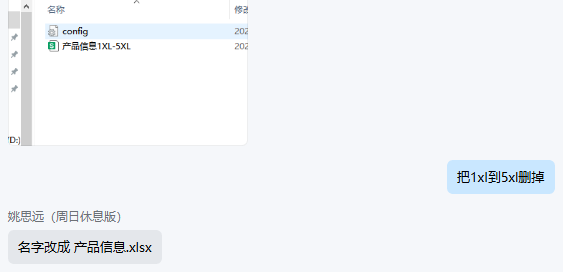 名称
修改
config
202
产品信息1XL-5XL
202
'D:)
把1xl到5xl删掉
姚思远（周日休息版）
名字改成 产品信息.xlsx